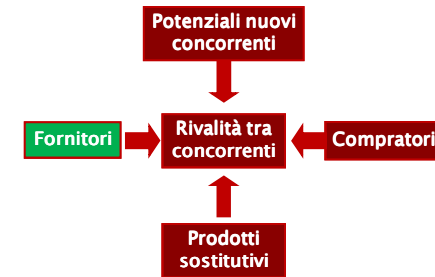 Potenziali nuovi
concorrenti
Fornitori
Rivalità tra
concorrenti
Compratori
Prodotti
sostitutivi